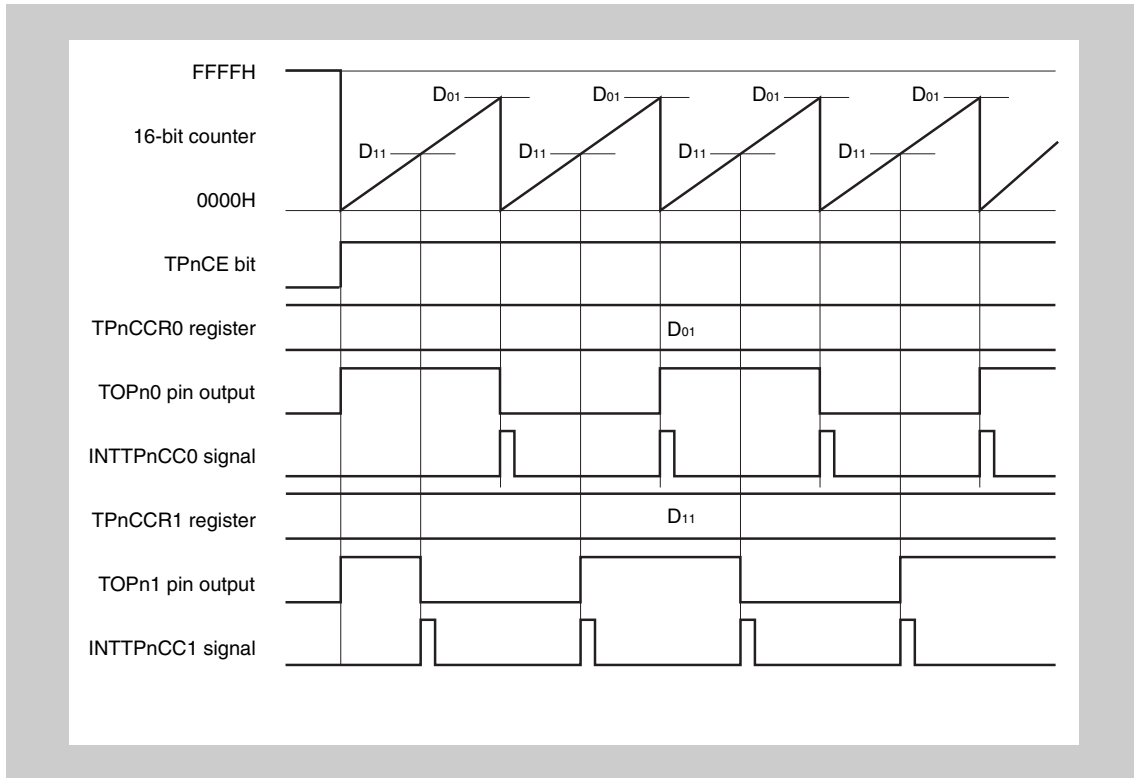 FFFFH
D01 D01 D01 D01
16-bit counter
D11 D11 D11 D11
0000H
TPnCE bit
TPnCCR0 register
D01
TOPn0 pin output
INTTPnCC0 signal
TPnCCR1 register
D11
TOPn1 pin output
INTTPnCC1 signal